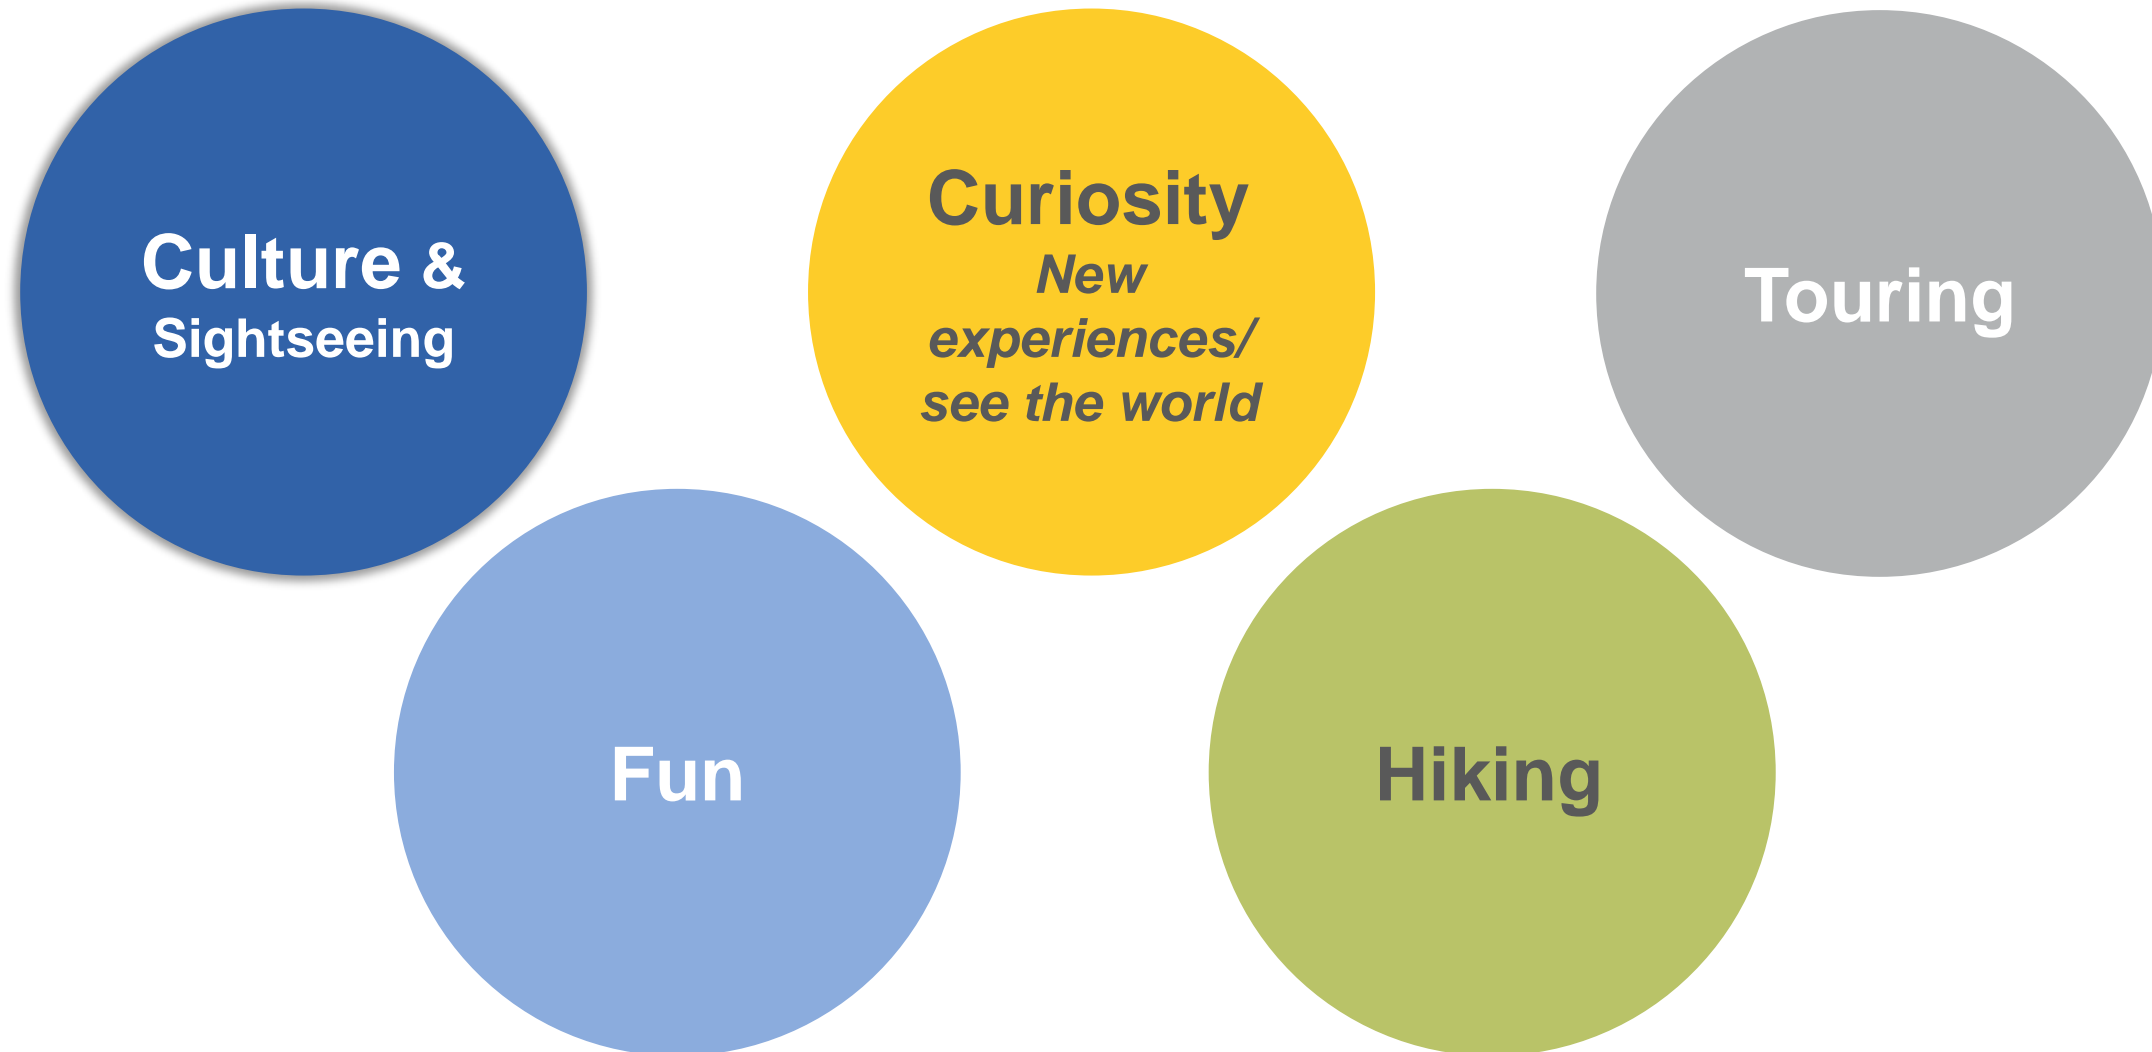 Culture &
Sightseeing
Curiosity
New
experiences/
see the world
Touring
Fun
Hiking